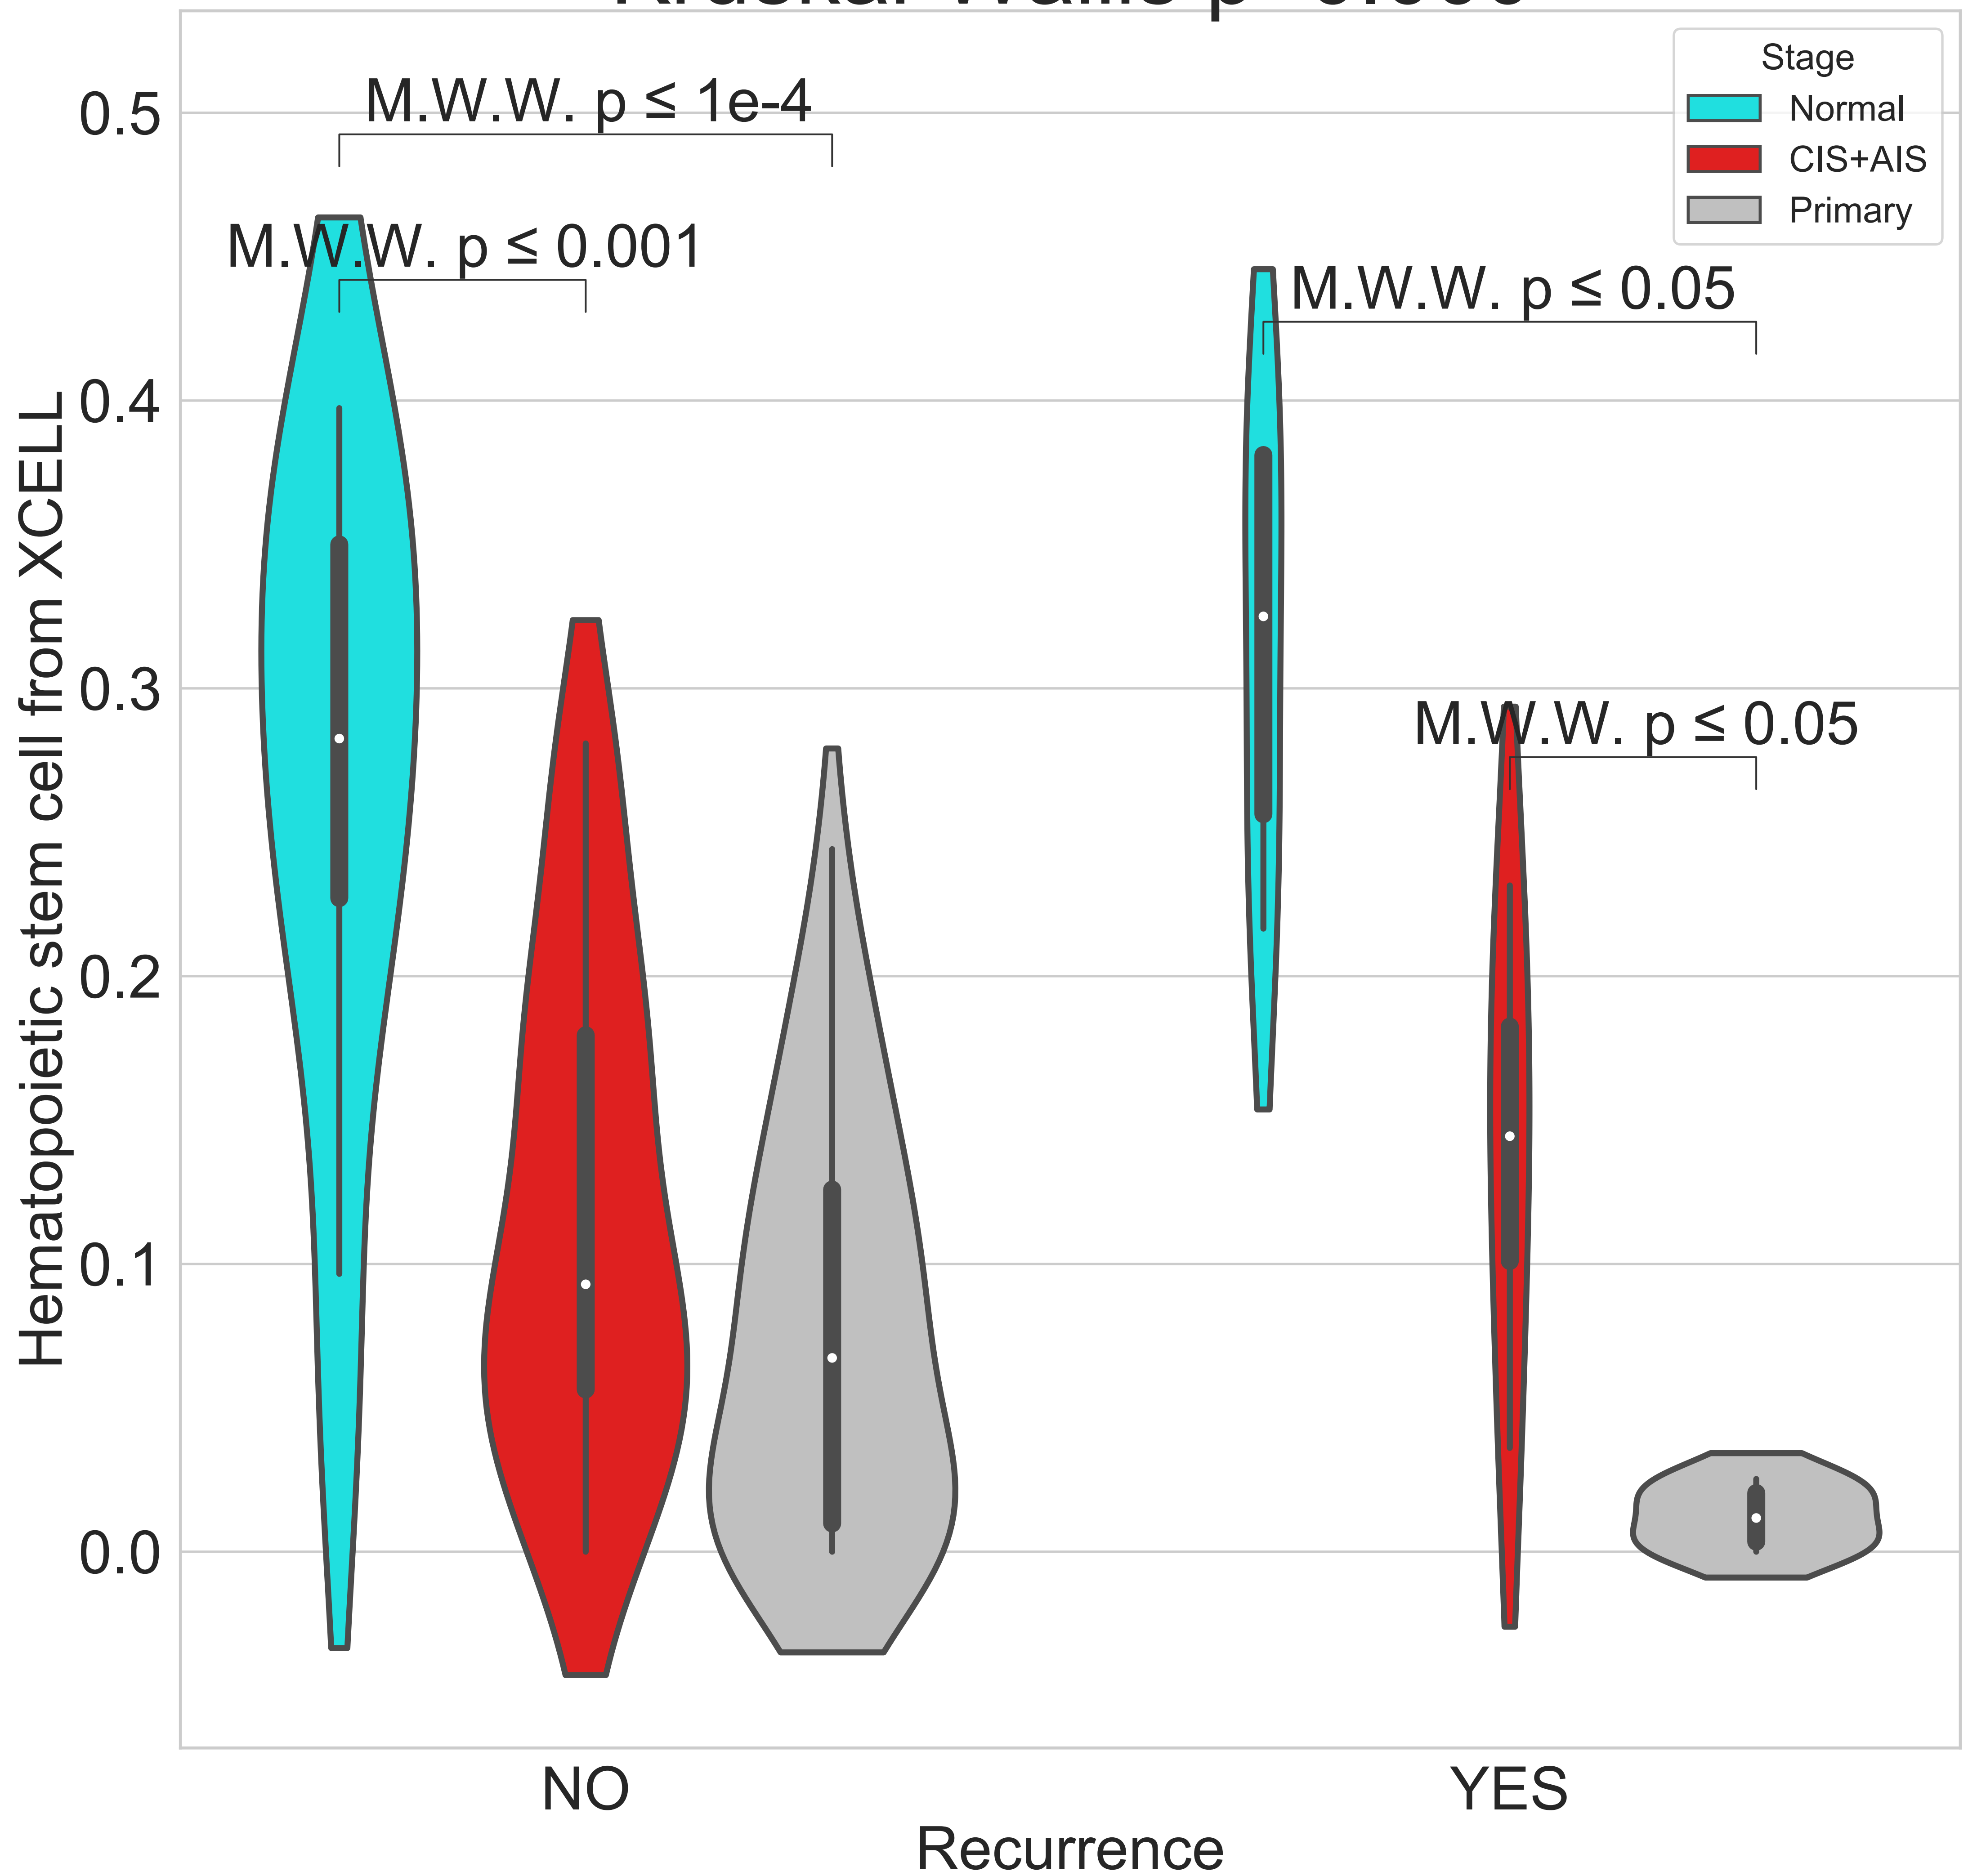 Stage
Normal
CIS+AIS
Primary
M.W.W. p ≤ 1e-4
M.W.W. p ≤ 0.001
M.W.W. p ≤ 0.05
M.W.W. p ≤ 0.05
Hematopoietic stem cell from XCELL
0.5
0.4
0.3
0.2
0.1
0.0
NO
YES
Recurrence